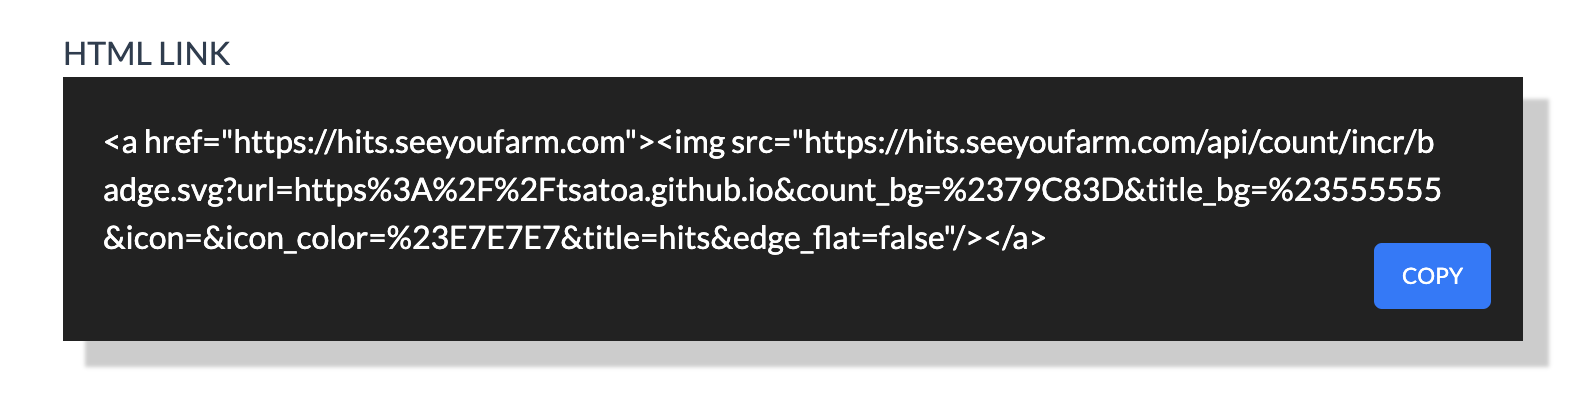 HTML LINK
<a href="https://hits.seeyoufarm.com"><img src="https://hits.seeyoufarm.com/api/count/incr/b
adge.svg?url=https%3A%2F%2Ftsatoa.github.io&count_bg=%2379C83D&title_bg=%23555555
&icon=&icon_color=%23E7E7E7&title=hits&edge_flat=false"/></a>
COPY